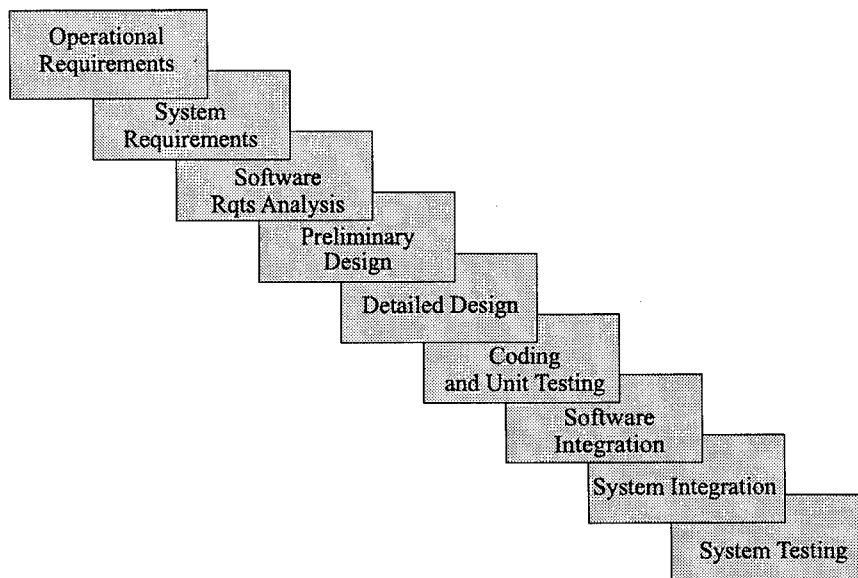 Operational
Requirements
System
Requirements
Software
Rqts Analysis
Preliminary
Design
Detailed Design
Coding
and Unit Testing
Software
Integration
System Integration
System Testing